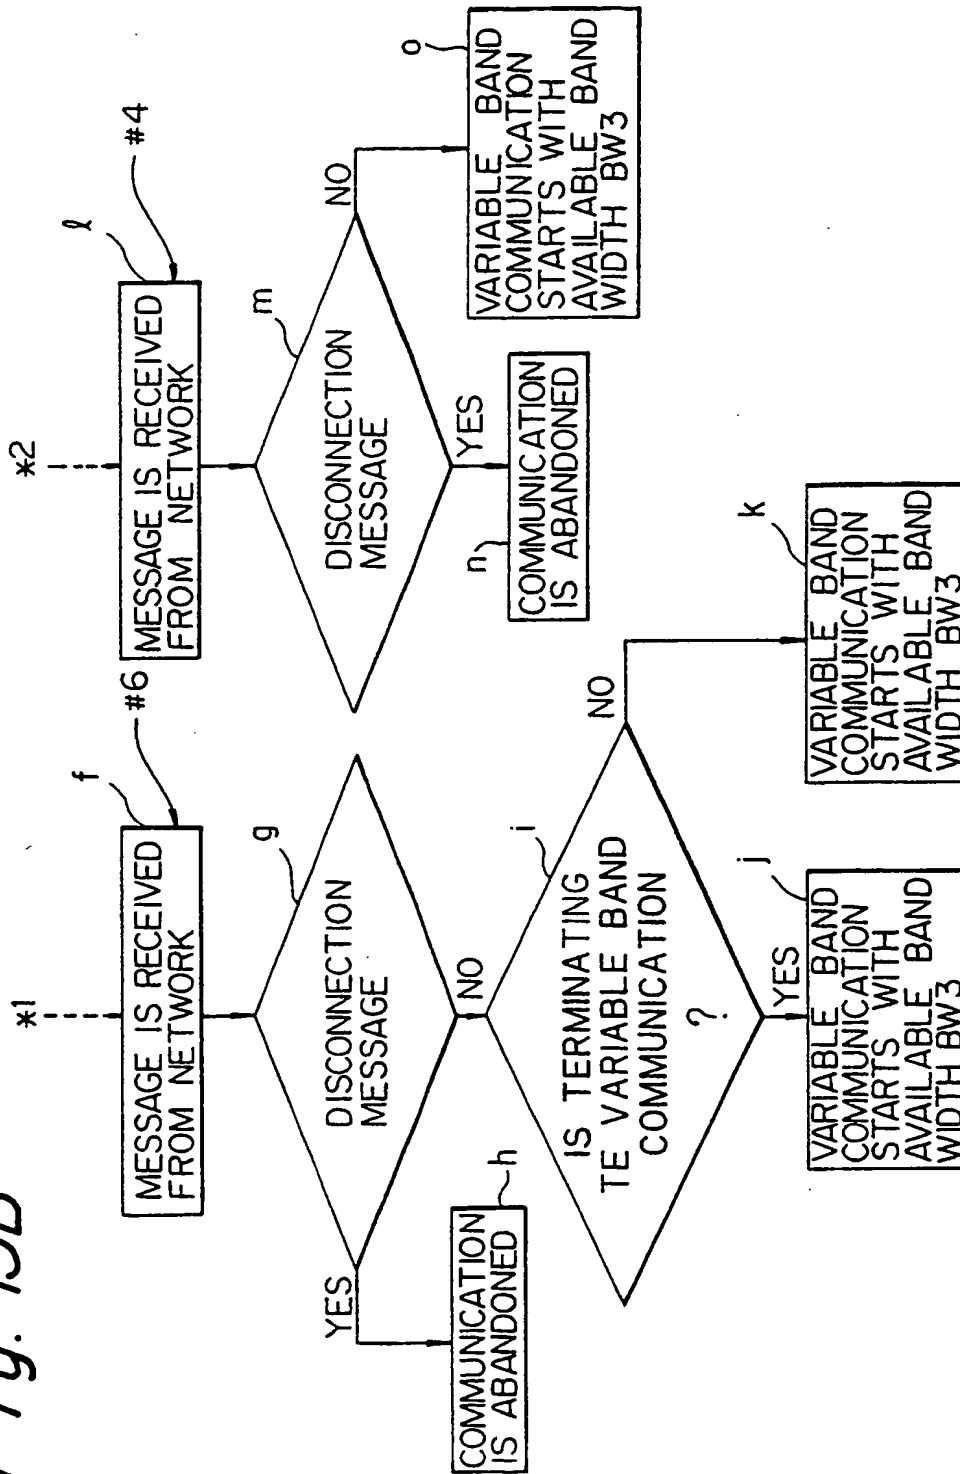 Fig. 15B
*1
f
#6
MESSAGE IS RECEIVED
FROM NETWORK
g
DISCONNECTION
MESSAGE
YES
NO
h
COMMUNICATION
IS ABANDONED
i
IS TERMINATING
TE VARIABLE BAND
COMMUNICATION
?
YES
NO
j
VARIABLE BAND
COMMUNICATION
STARTS WITH
AVAILABLE BAND
WIDTH BW3
k
VARIABLE BAND
COMMUNICATION
STARTS WITH
AVAILABLE BAND
WIDTH BW3
*2
ℓ
#4
MESSAGE IS RECEIVED
FROM NETWORK
m
DISCONNECTION
MESSAGE
YES
NO
n
COMMUNICATION
IS ABANDONED
o
VARIABLE BAND
COMMUNICATION
STARTS WITH
AVAILABLE BAND
WIDTH BW3